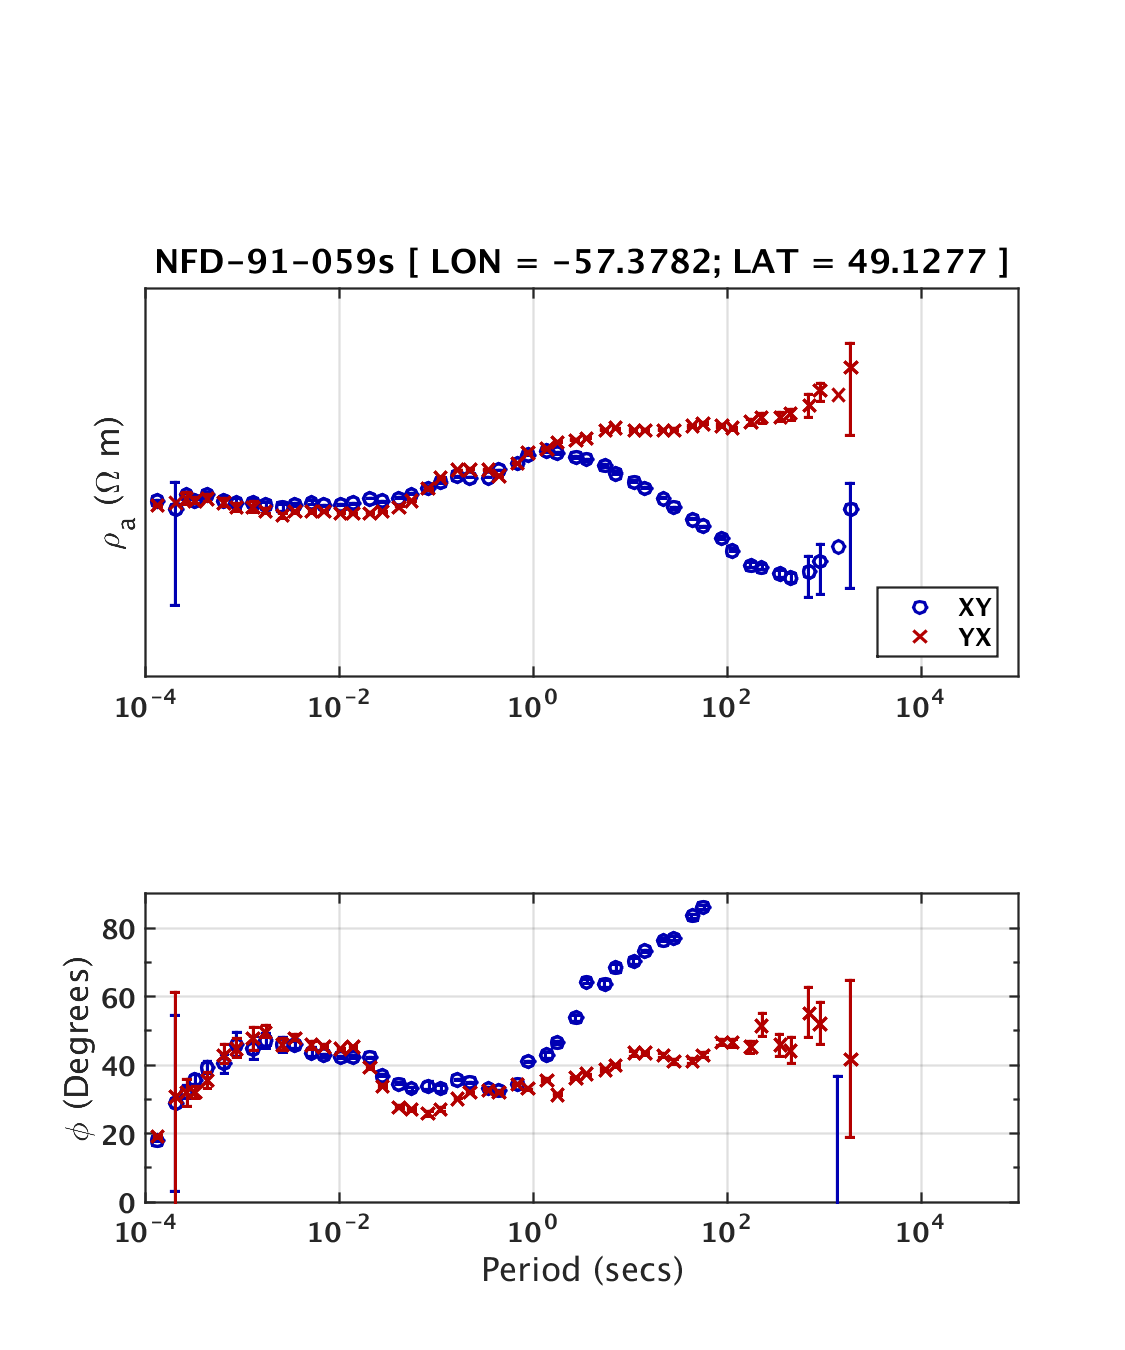 NFD-91-059s [ LON = -57.3782; LAT = 49.1277 ]
ρa (Ω m)
XY
YX
10^-4 10^-2 10^0 10^2 10^4
80
60
40
20
0
ϕ (Degrees)
10^-4 10^-2 10^0 10^2 10^4
Period (secs)